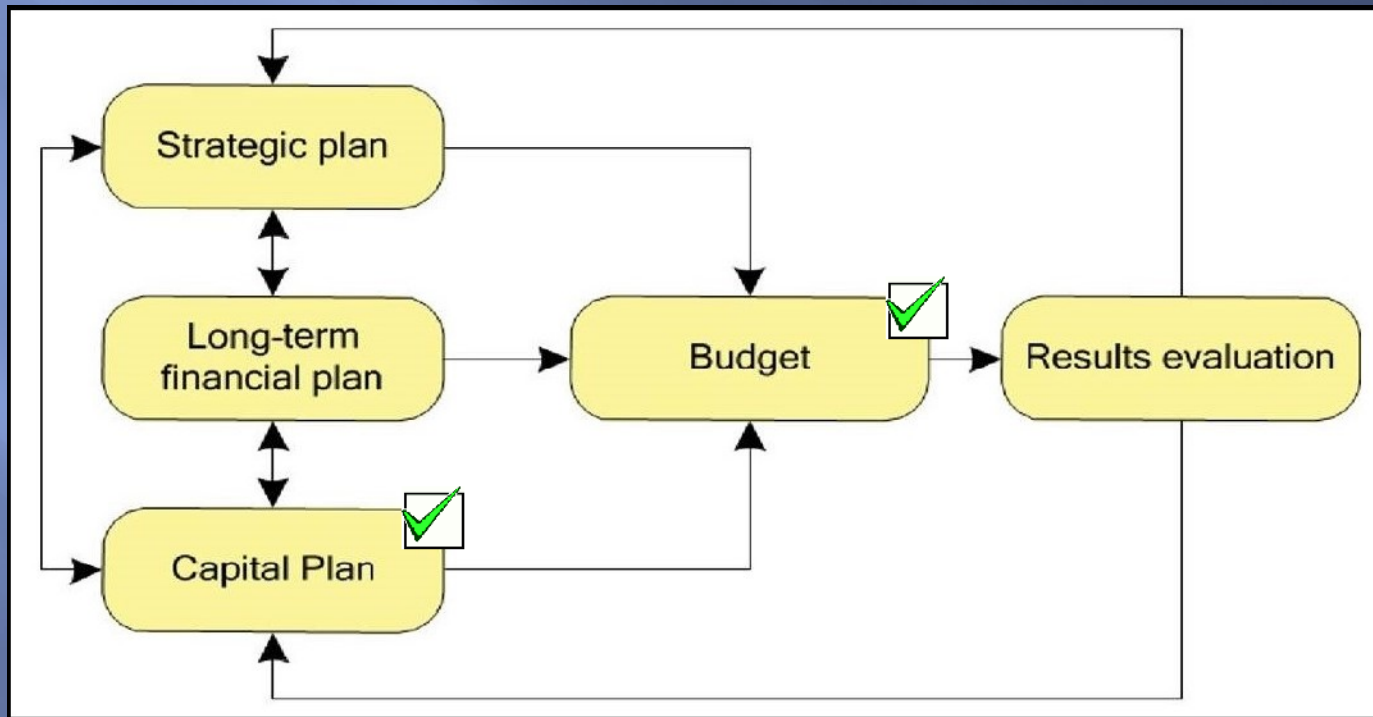 Strategic plan
Long-term
financial plan
Budget
Results evaluation
Capital Plan